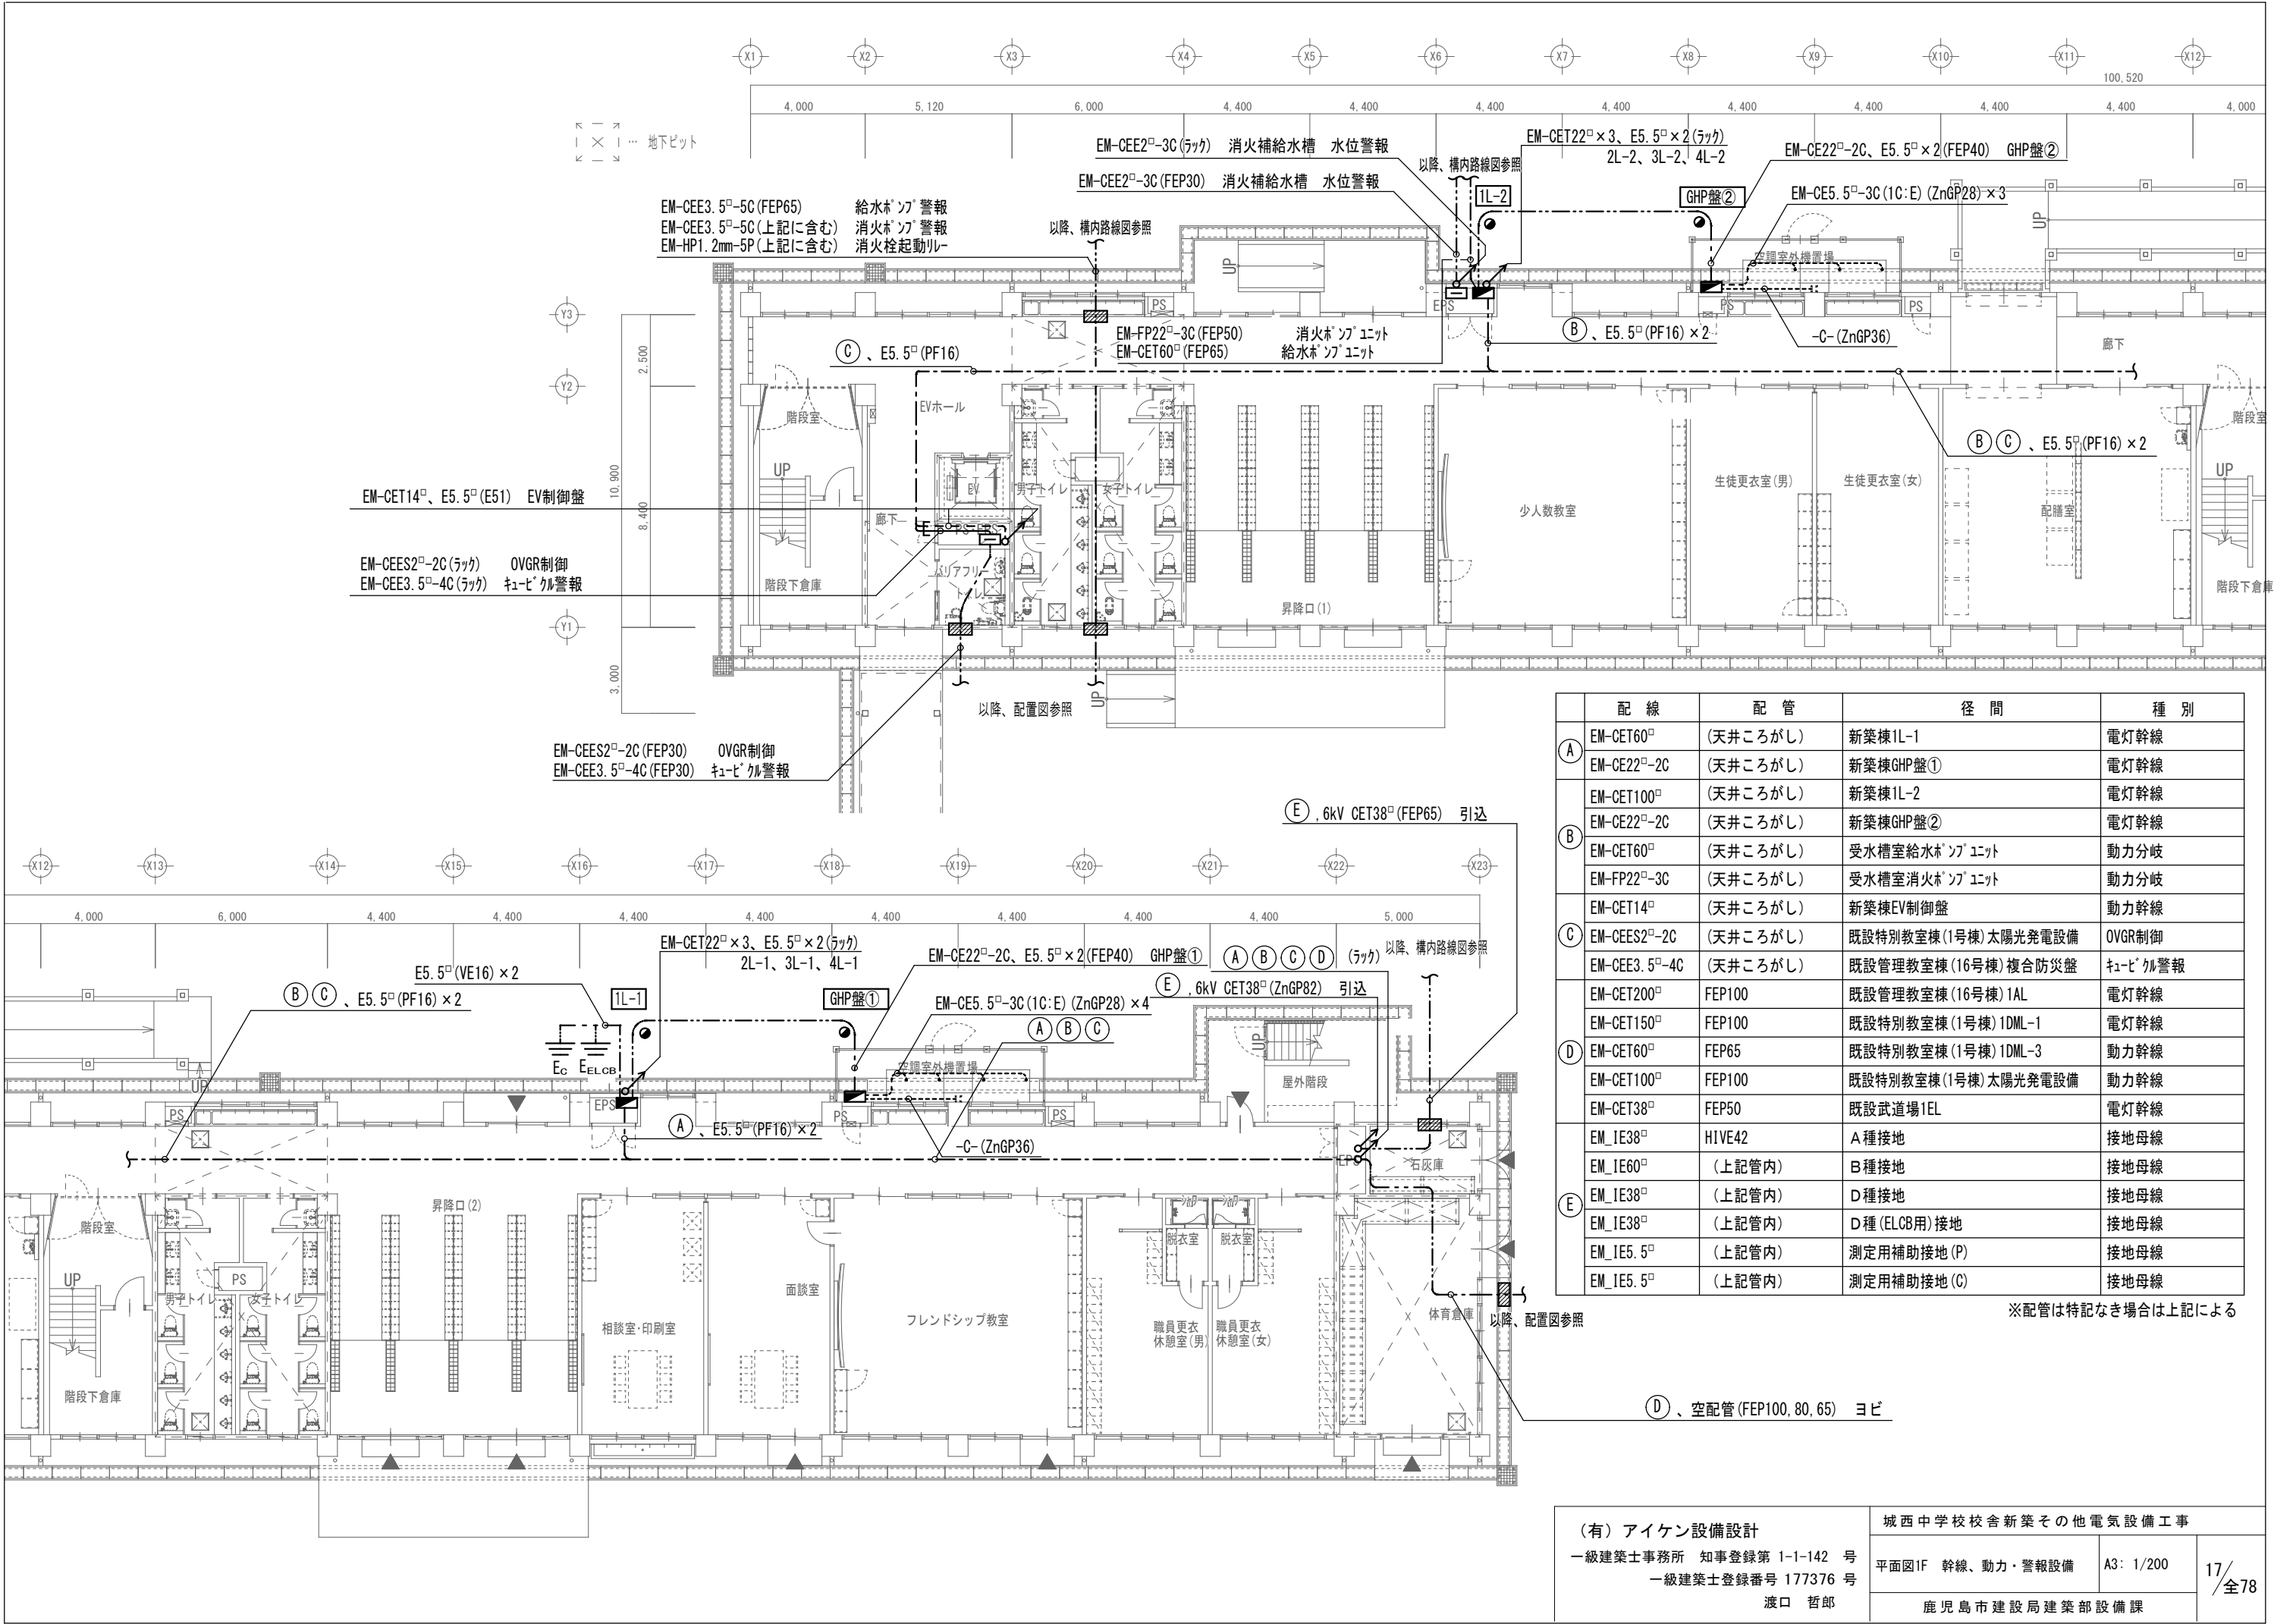 X1 X2 X3 X4 X5 X6 X7 X8 X9 X10 X11 X12
100,520
4,000 5,120 6,000 4,400 4,400 4,400 4,400 4,400 4,400 4,400 4,400 4,000
… 地下ピット
EM-CEE2□-3C(ラック) 消火補給水槽 水位警報
EM-CEE2□-3C(FEP30) 消火補給水槽 水位警報
以降、構内路線図参照
EM-CET22□×3、E5.5□×2(ラック)
2L-2、3L-2、4L-2
EM-CE22□-2C、E5.5□×2(FEP40) GHP盤②
1L-2
GHP盤②
EM-CE5.5□-3C(1C:E)(ZnGP28)×3
EM-CEE3.5□-5C(FEP65) 給水ポンプ警報
EM-CEE3.5□-5C(上記に含む) 消火ポンプ警報
EM-HP1.2mm-5P(上記に含む) 消火栓起動リレー
以降、構内路線図参照
UP
UP
空調室外機置場
PS
EPS
PS
PS
Y3
Y2
Y1
2,500
10,900
8,400
3,000
EM-FP22□-3C(FEP50) 消火ポンプユニット
EM-CET60□(FEP65) 給水ポンプユニット
Ⓑ、E5.5□(PF16)×2
-C-(ZnGP36)
廊下
Ⓒ、E5.5□(PF16)
EVホール
階段室
階段室
UP
UP
ⒷⒸ、E5.5□(PF16)×2
EM-CET14□、E5.5□(E51) EV制御盤
EV
男子トイレ
女子トイレ
廊下
PS
EPS
少人数教室
生徒更衣室(男)
生徒更衣室(女)
配膳室
EM-CEES2□-2C(ラック) OVGR制御
EM-CEE3.5□-4C(ラック) キュービクル警報
バリアフリー
トイレ
階段下倉庫
昇降口(1)
階段下倉庫
UP
以降、配置図参照
EM-CEES2□-2C(FEP30) OVGR制御
EM-CEE3.5□-4C(FEP30) キュービクル警報
配線 配管 径間 種別
Ⓐ
EM-CET60□ (天井ころがし) 新築棟1L-1 電灯幹線
EM-CE22□-2C (天井ころがし) 新築棟GHP盤① 電灯幹線
Ⓑ
EM-CET100□ (天井ころがし) 新築棟1L-2 電灯幹線
EM-CE22□-2C (天井ころがし) 新築棟GHP盤② 電灯幹線
EM-CET60□ (天井ころがし) 受水槽室給水ポンプユニット 動力分岐
EM-FP22□-3C (天井ころがし) 受水槽室消火ポンプユニット 動力分岐
Ⓒ
EM-CET14□ (天井ころがし) 新築棟EV制御盤 動力幹線
EM-CEES2□-2C (天井ころがし) 既設特別教室棟(1号棟)太陽光発電設備 OVGR制御
EM-CEE3.5□-4C (天井ころがし) 既設管理教室棟(16号棟)複合防災盤 キュービクル警報
Ⓓ
EM-CET200□ FEP100 既設管理教室棟(16号棟)1AL 電灯幹線
EM-CET150□ FEP100 既設特別教室棟(1号棟)1DML-1 電灯幹線
EM-CET60□ FEP65 既設特別教室棟(1号棟)1DML-3 動力幹線
EM-CET100□ FEP100 既設特別教室棟(1号棟)太陽光発電設備 動力幹線
EM-CET38□ FEP50 既設武道場1EL 電灯幹線
Ⓔ
EM_IE38□ HIVE42 A種接地 接地母線
EM_IE60□ (上記管内) B種接地 接地母線
EM_IE38□ (上記管内) D種接地 接地母線
EM_IE38□ (上記管内) D種(ELCB用)接地 接地母線
EM_IE5.5□ (上記管内) 測定用補助接地(P) 接地母線
EM_IE5.5□ (上記管内) 測定用補助接地(C) 接地母線
※配管は特記なき場合は上記による
Ⓔ,6kV CET38□(FEP65) 引込
X12 X13 X14 X15 X16 X17 X18 X19 X20 X21 X22 X23
4,000 6,000 4,400 4,400 4,400 4,400 4,400 4,400 4,400 4,400 5,000
E5.5□(VE16)×2
ⒷⒸ、E5.5□(PF16)×2
EM-CET22□×3、E5.5□×2(ラック)
2L-1、3L-1、4L-1
1L-1
GHP盤①
EM-CE22□-2C、E5.5□×2(FEP40) GHP盤①
EM-CE5.5□-3C(1C:E)(ZnGP28)×4
ⒶⒷⒸ
ⒶⒷⒸⒹ (ラック)
以降、構内路線図参照
Ⓔ,6kV CET38□(ZnGP82) 引込
EC EELCB
UP
空調室外機置場
UP
屋外階段
PS
EPS
PS
PS
Ⓐ、E5.5□(PF16)×2
-C-(ZnGP36)
EPS
石灰庫
階段室
昇降口(2)
UP
PS
男子トイレ
女子トイレ
脱衣室
脱衣室
面談室
相談室・印刷室
フレンドシップ教室
職員更衣
休憩室(男)
職員更衣
休憩室(女)
体育倉庫
以降、配置図参照
階段下倉庫
Ⓓ、空配管(FEP100,80,65) ヨビ
(有)アイケン設備設計
一級建築士事務所 知事登録第 1-1-142 号
一級建築士登録番号 177376 号
渡口 哲郎
城西中学校校舎新築その他電気設備工事
平面図1F 幹線、動力・警報設備
A3: 1/200
17/全78
鹿児島市建設局建築部設備課